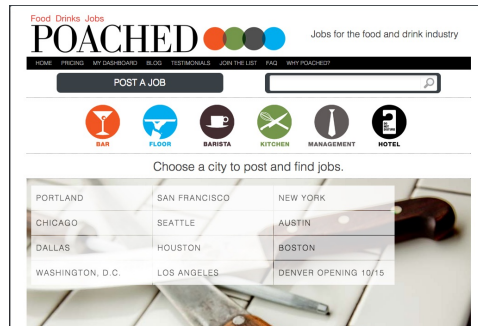 Food Drinks Jobs
POACHED
Jobs for the food and drink industry
HOME PRICING MY DASHBOARD BLOG TESTIMONIALS JOIN THE LIST FAQ WHY POACHED?
POST A JOB
BAR FLOOR BARISTA KITCHEN MANAGEMENT HOTEL
Choose a city to post and find jobs.
PORTLAND SAN FRANCISCO NEW YORK
CHICAGO SEATTLE AUSTIN
DALLAS HOUSTON BOSTON
WASHINGTON, D.C. LOS ANGELES DENVER OPENING 10/15